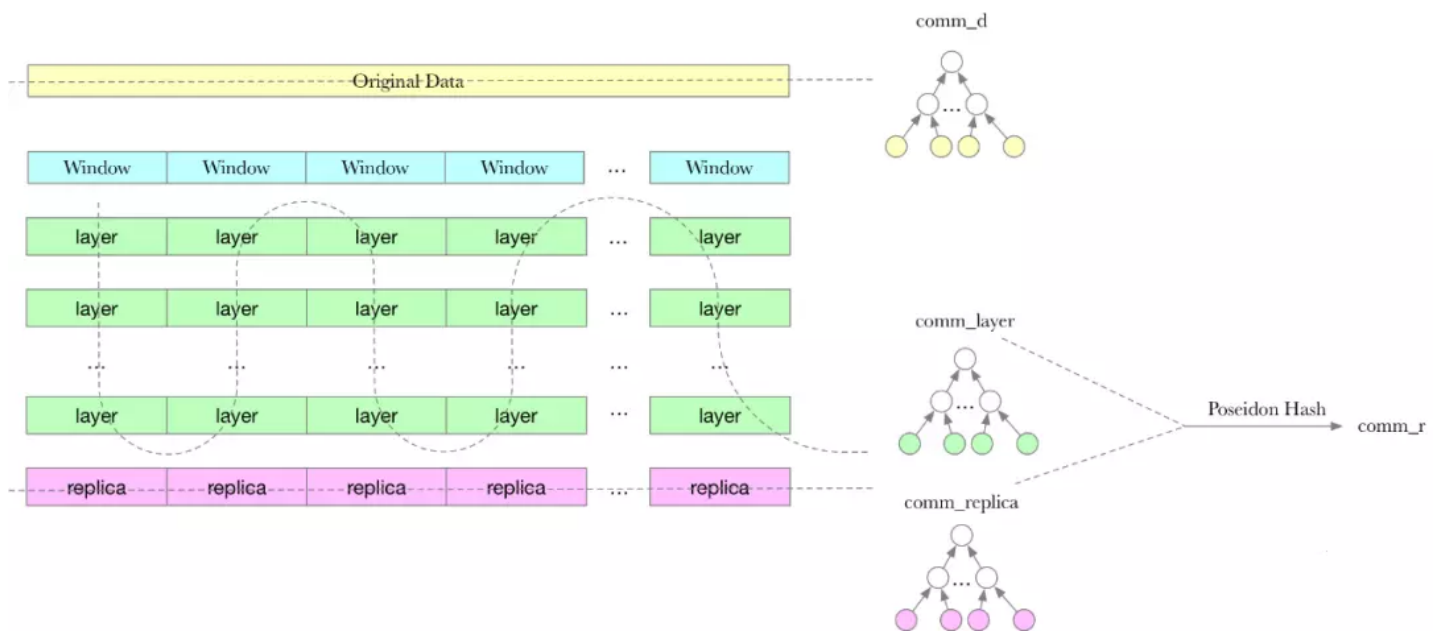 comm_d
Original Data
Window Window Window Window ... Window
layer layer layer layer ... layer
comm_layer
layer layer layer layer ... layer
... ... ... ... ... ...
layer layer layer layer ... layer
Poseidon Hash
comm_r
replica replica replica replica ... replica
comm_replica